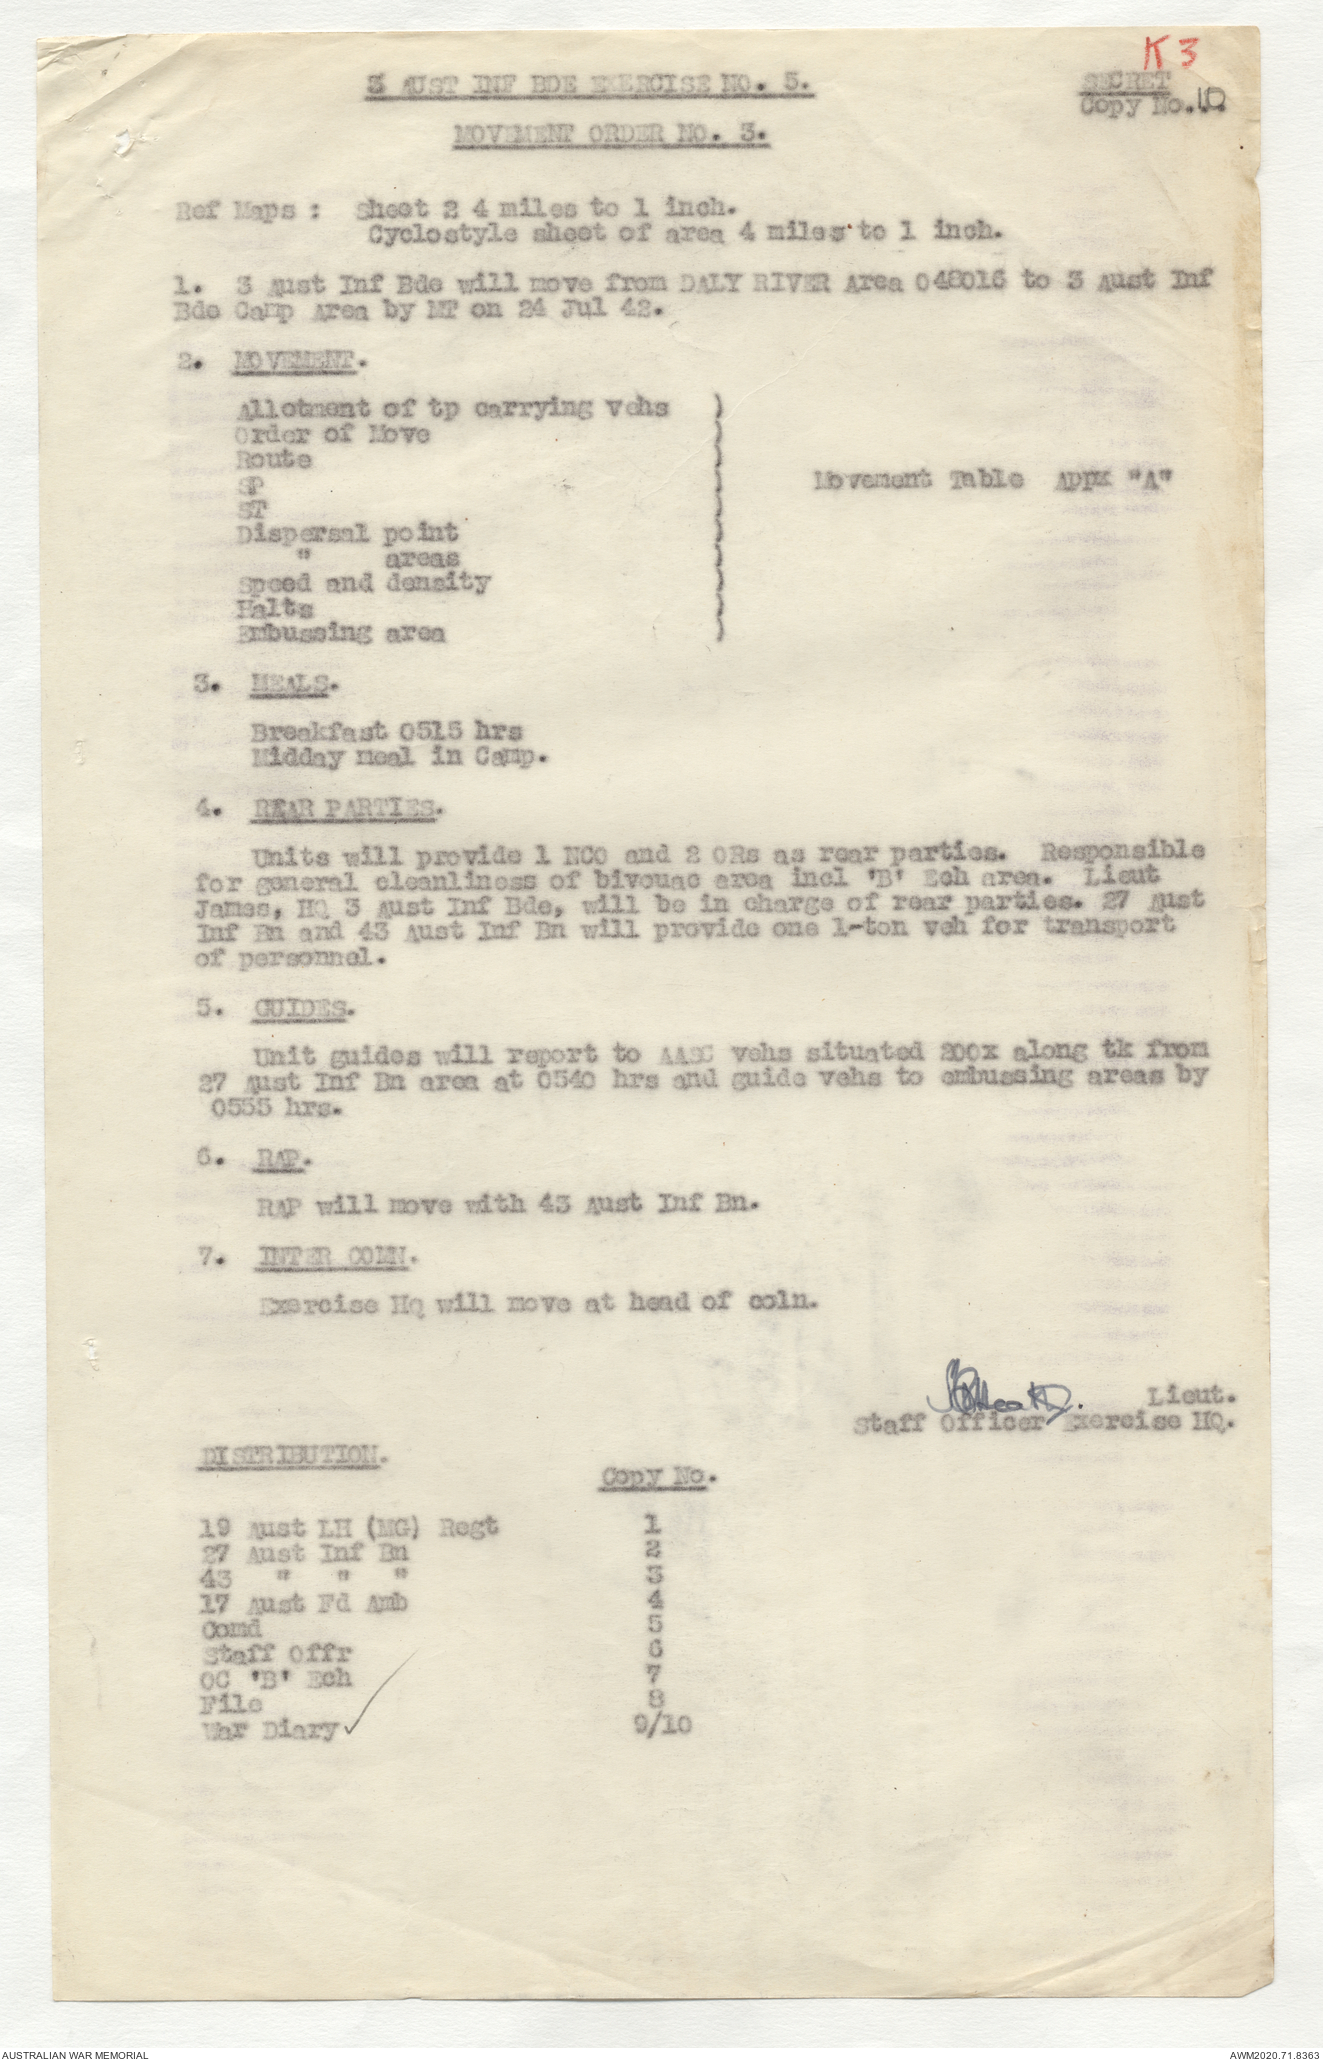 K3
3 AUST INF BDE EXERCISE NO. 5.
SECRET
Copy No. 10
MOVEMENT ORDER NO. 3.
Ref Maps : Sheet 2 4 miles to 1 inch.
Cyclostyle sheet of area 4 miles to 1 inch.
1. 3 Aust Inf Bde will move from DALY RIVER Area 048016 to 3 Aust Inf
Bde Camp Area by MT on 24 Jul 42.
2. MOVEMENT.
Allotment of tp carrying vehs )
Order of Move )
Route )
SP ) Movement Table Appx "A"
ST )
Dispersal point )
" areas )
Speed and density )
Halts )
Embussing area )
3. MEALS.
Breakfast 0515 hrs
Midday meal in Camp.
4. REAR PARTIES.
Units will provide 1 NCO and 2 ORs as rear parties. Responsible
for general cleanliness of bivouac area incl 'B' Ech area. Lieut
James, HQ 3 Aust Inf Bde, will be in charge of rear parties. 27 Aust
Inf Bn and 43 Aust Inf Bn will provide one 1-ton veh for transport
of personnel.
5. GUIDES.
Unit guides will report to AASC vehs situated 200x along tk from
27 Aust Inf Bn area at 0540 hrs and guide vehs to embussing areas by
0555 hrs.
6. RAP.
RAP will move with 43 Aust Inf Bn.
7. INTER COMN.
Exercise HQ will move at head of coln.
Lieut.
Staff Officer Exercise HQ.
DISTRIBUTION.
Copy No.
19 Aust LH (MG) Regt 1
27 Aust Inf Bn 2
43 " " " 3
17 Aust Fd Amb 4
Comd 5
Staff Offr 6
OC 'B' Ech 7
File 8
War Diary ✓ 9/10
AUSTRALIAN WAR MEMORIAL
AWM2020.71.8363